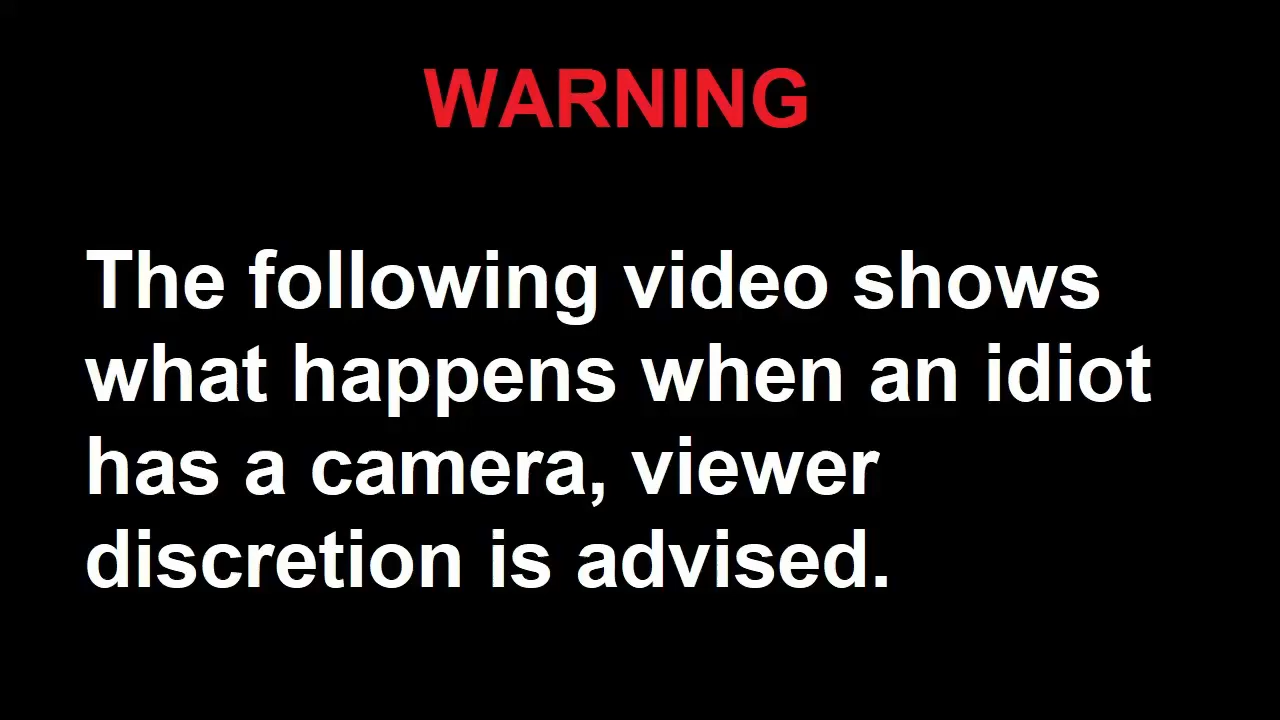 WARNING
The following video shows
what happens when an idiot
has a camera, viewer
discretion is advised.